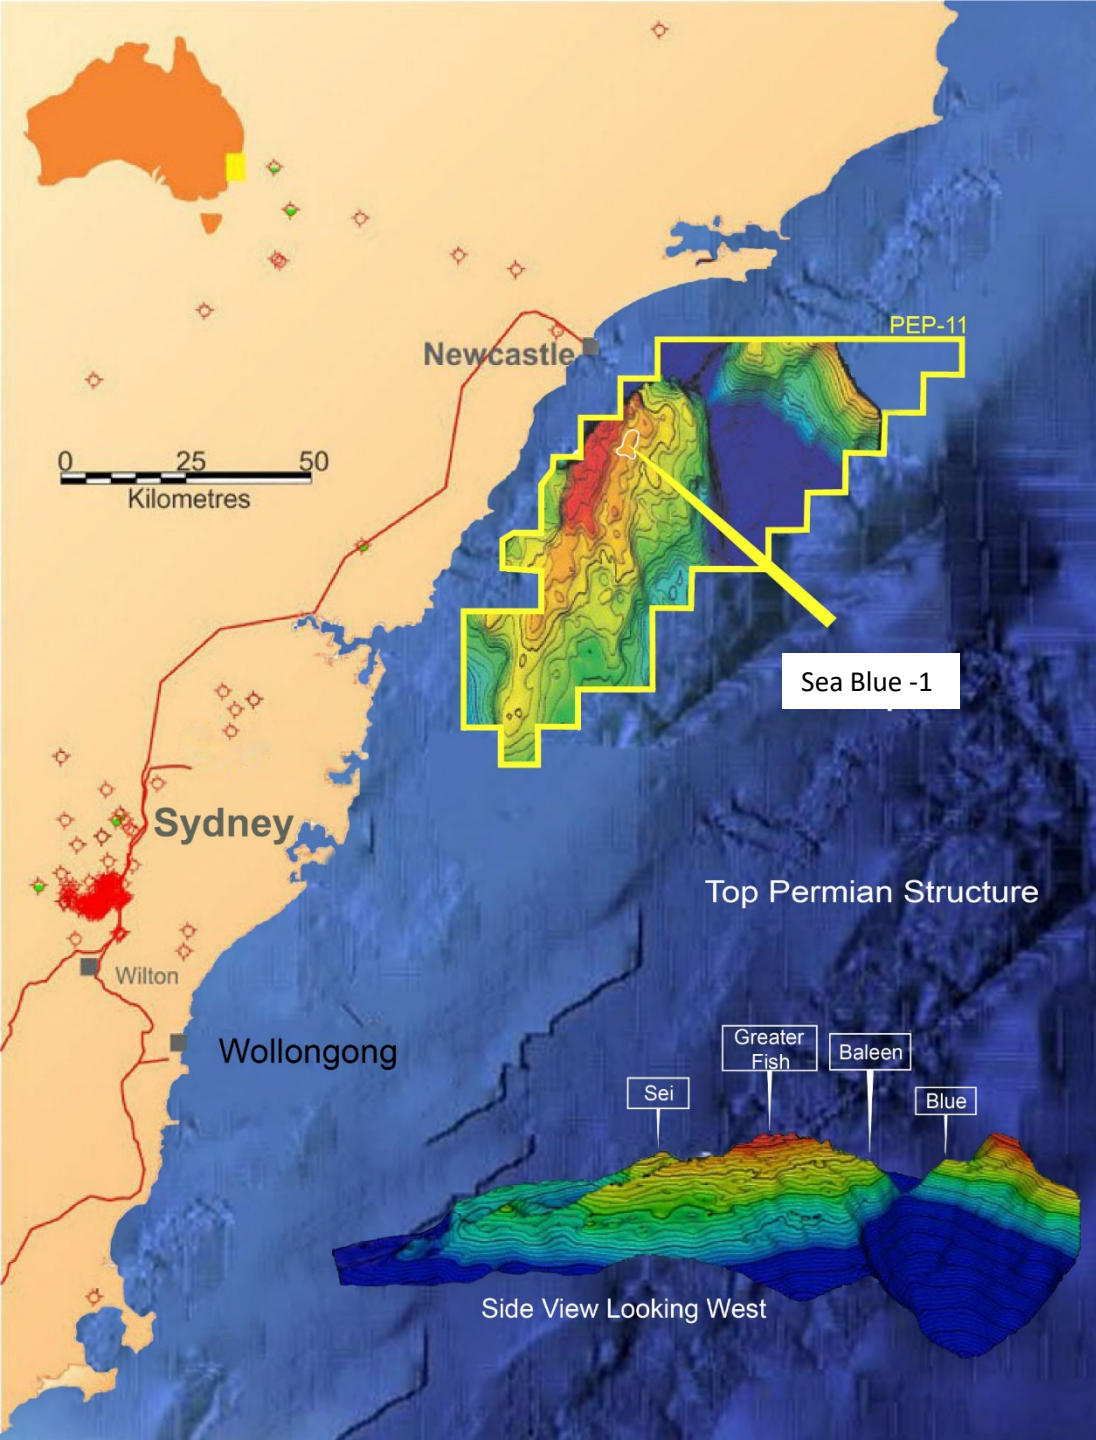 PEP-11
Newcastle
0 25 50
Kilometres
Sea Blue -1
Sydney
Top Permian Structure
Wilton
Wollongong
Greater
Fish
Baleen
Sei
Blue
Side View Looking West